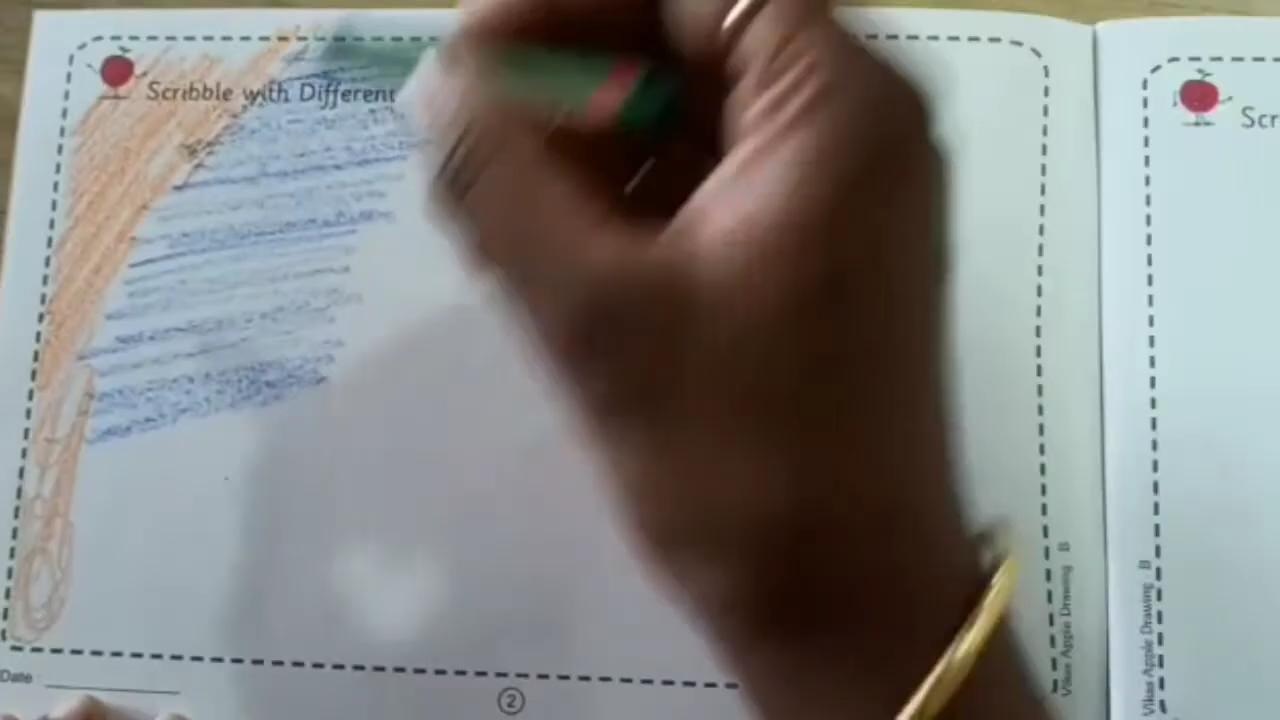 Scribble with Different
Scr
Vikas Apple Drawing B
Vikas Apple Drawing B
Date
2